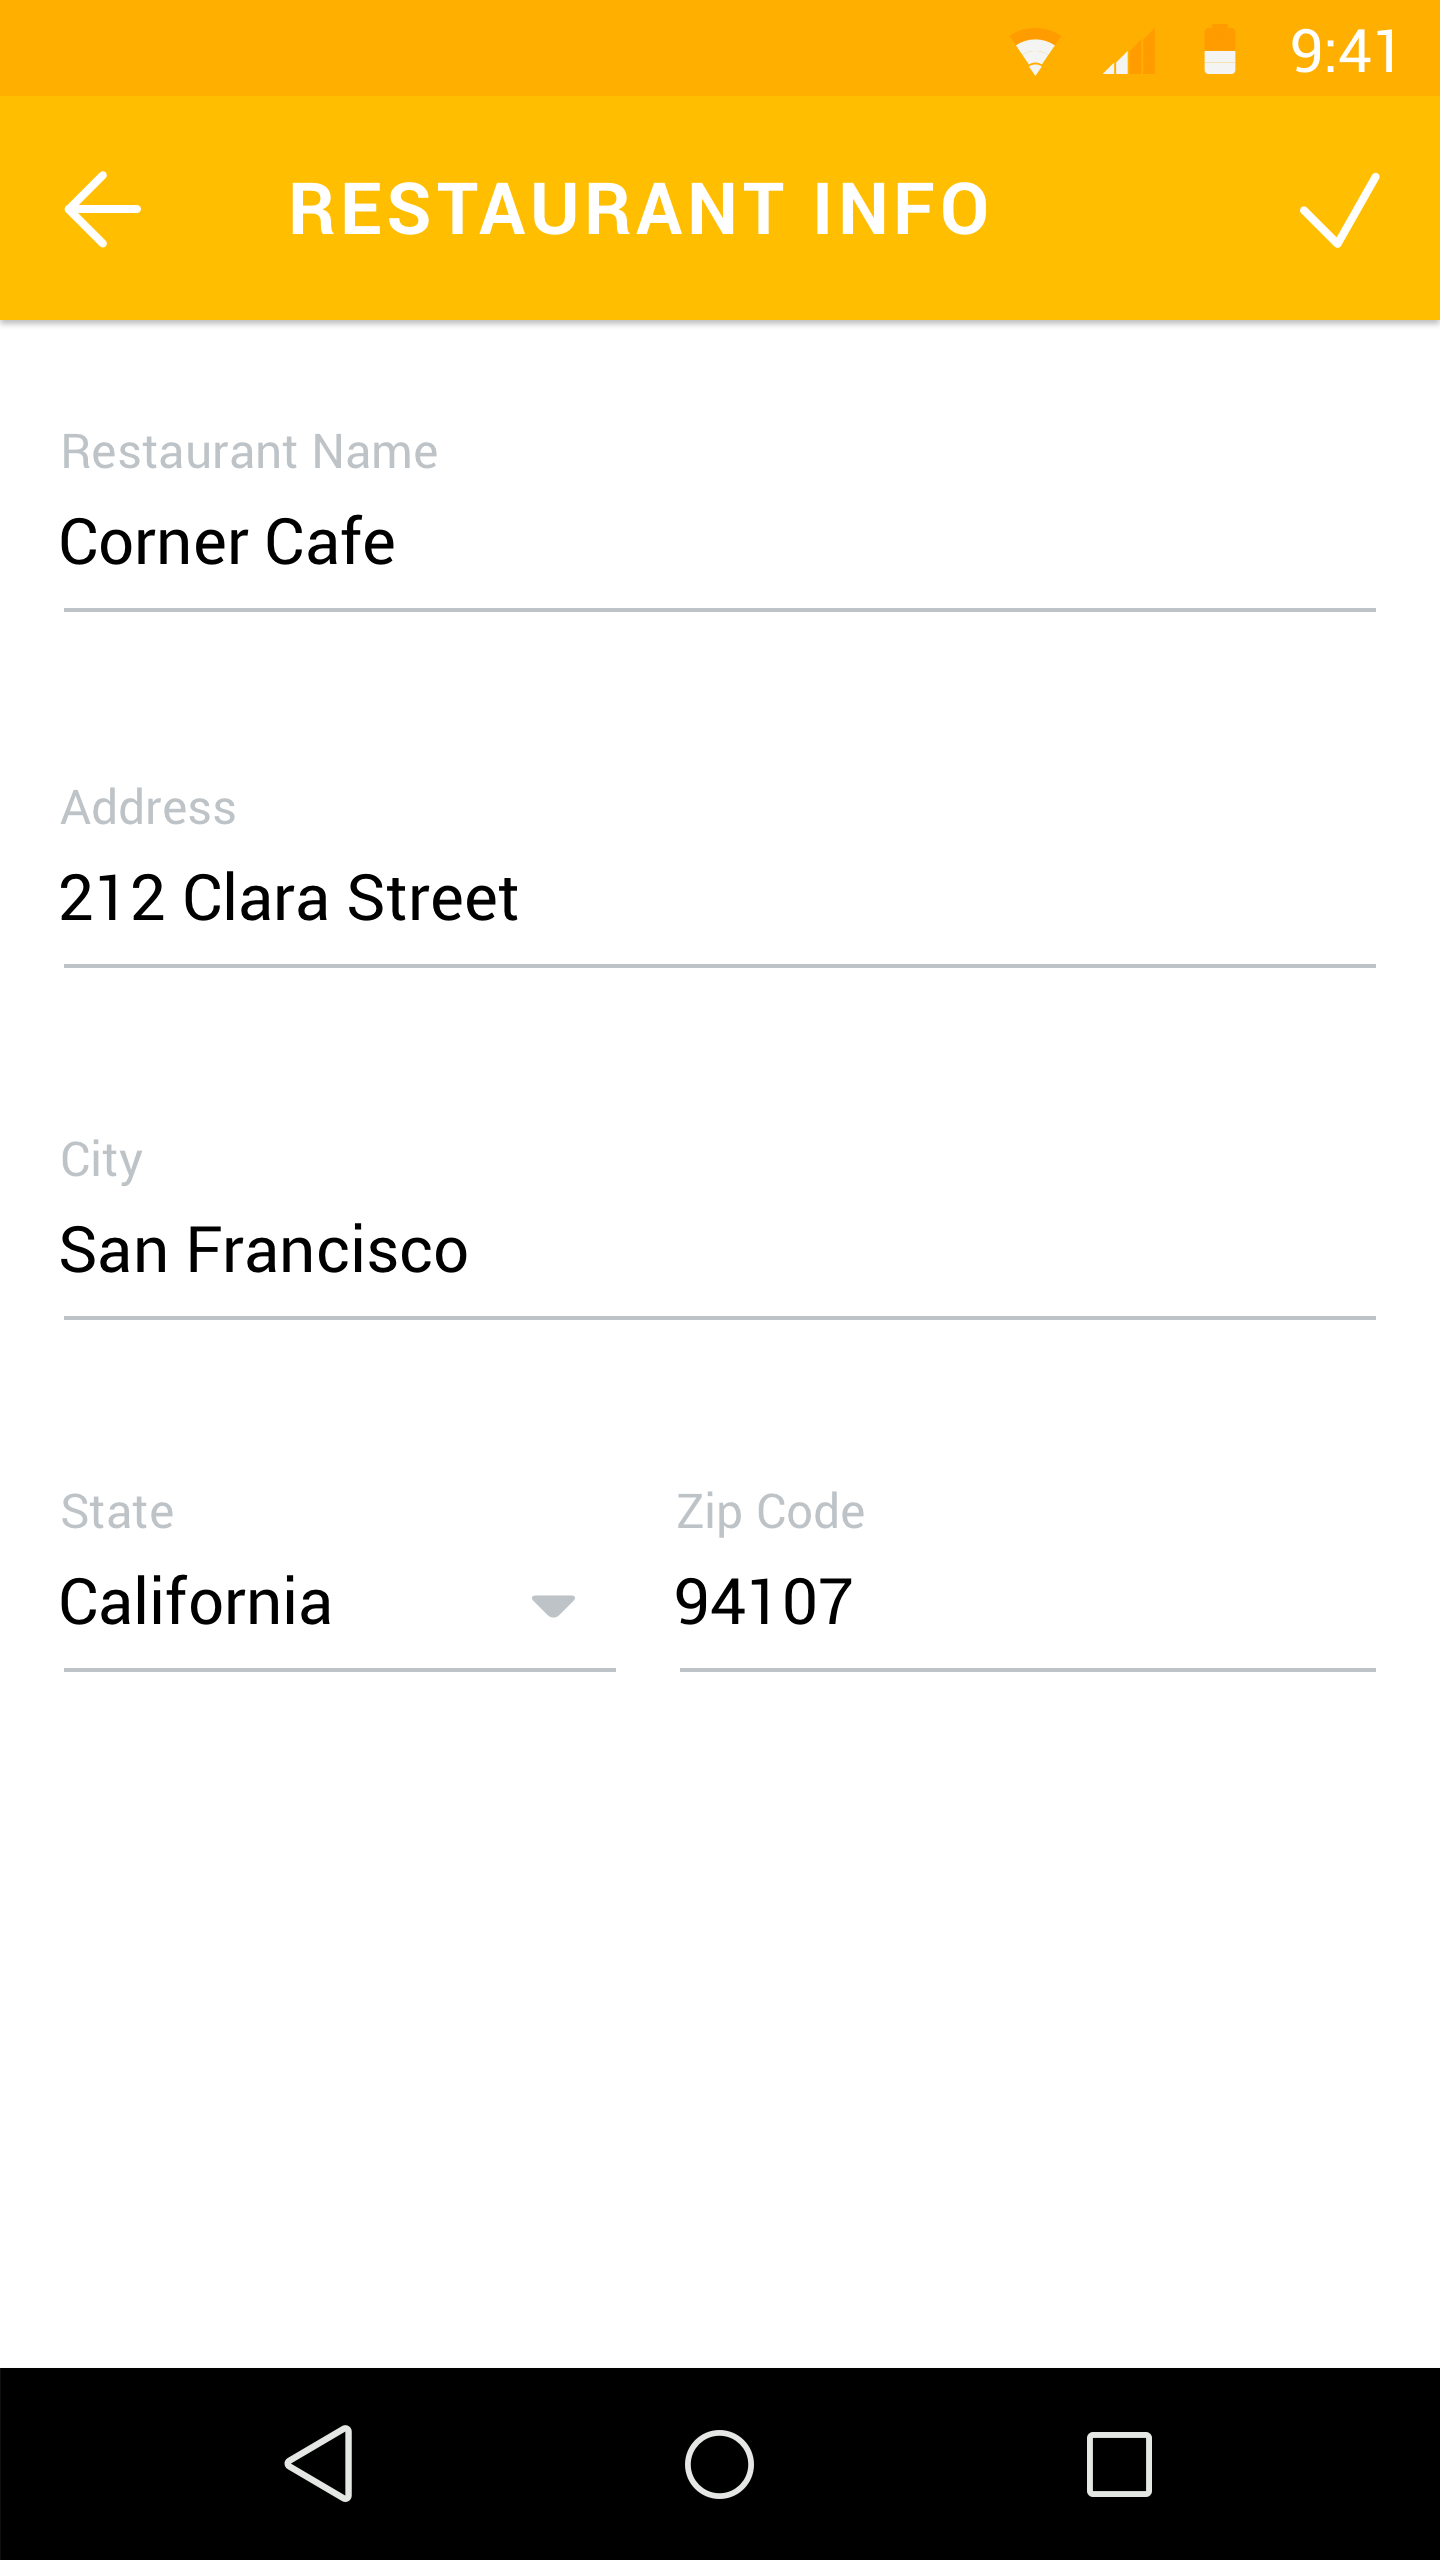 9:41
RESTAURANT INFO
Restaurant Name
Corner Cafe
Address
212 Clara Street
City
San Francisco
State
California
Zip Code
94107